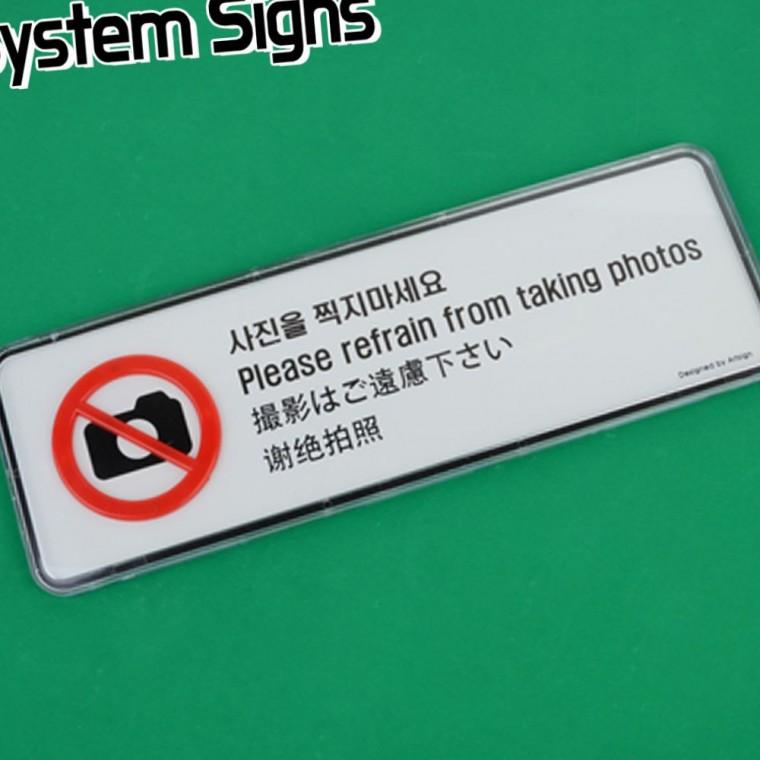 System Signs
사진을 찍지마세요
Please refrain from taking photos
撮影はご遠慮下さい
谢绝拍照
Designed by Artsign